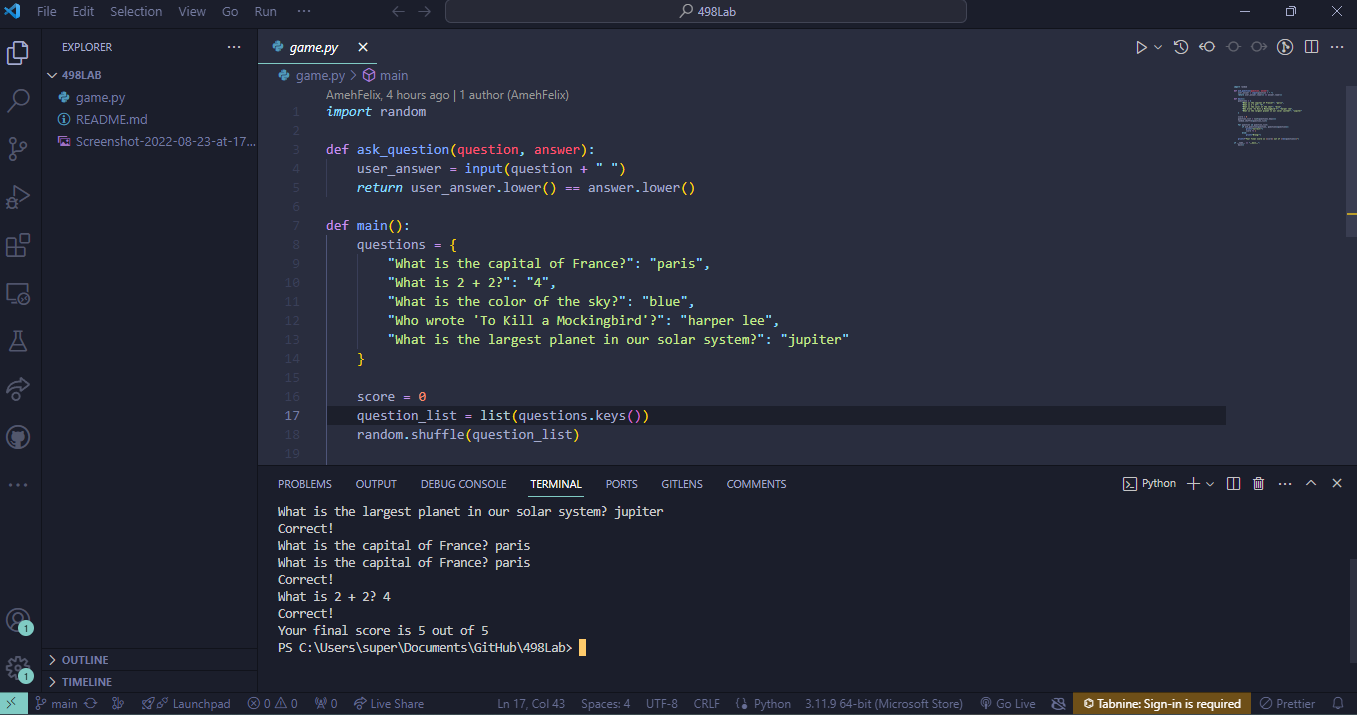 File Edit Selection View Go Run ··· 498Lab
EXPLORER ···
498LAB
game.py
README.md
Screenshot-2022-08-23-at-17...
game.py
game.py > main
AmehFelix, 4 hours ago | 1 author (AmehFelix)
1 import random
2
3 def ask_question(question, answer):
4 user_answer = input(question + " ")
5 return user_answer.lower() == answer.lower()
6
7 def main():
8 questions = {
9 "What is the capital of France?": "paris",
10 "What is 2 + 2?": "4",
11 "What is the color of the sky?": "blue",
12 "Who wrote 'To Kill a Mockingbird'?": "harper lee",
13 "What is the largest planet in our solar system?": "jupiter"
14 }
15
16 score = 0
17 question_list = list(questions.keys())
18 random.shuffle(question_list)
19
PROBLEMS OUTPUT DEBUG CONSOLE TERMINAL PORTS GITLENS COMMENTS Python
What is the largest planet in our solar system? jupiter
Correct!
What is the capital of France? paris
What is the capital of France? paris
Correct!
What is 2 + 2? 4
Correct!
Your final score is 5 out of 5
PS C:\Users\super\Documents\GitHub\498Lab>
1
1
OUTLINE
TIMELINE
main Launchpad 0 0 0 Live Share Ln 17, Col 43 Spaces: 4 UTF-8 CRLF Python 3.11.9 64-bit (Microsoft Store) Go Live Tabnine: Sign-in is required Prettier